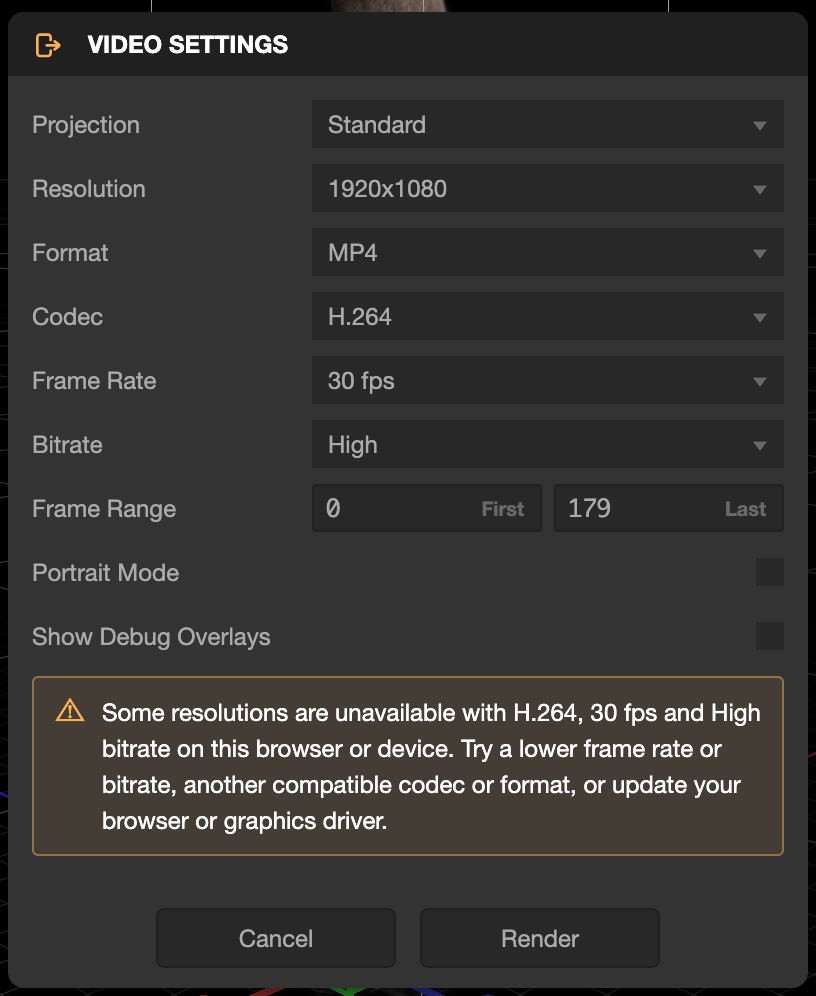 VIDEO SETTINGS
Projection Standard
Resolution 1920x1080
Format MP4
Codec H.264
Frame Rate 30 fps
Bitrate High
Frame Range 0 First 179 Last
Portrait Mode
Show Debug Overlays
Some resolutions are unavailable with H.264, 30 fps and High
bitrate on this browser or device. Try a lower frame rate or
bitrate, another compatible codec or format, or update your
browser or graphics driver.
Cancel Render